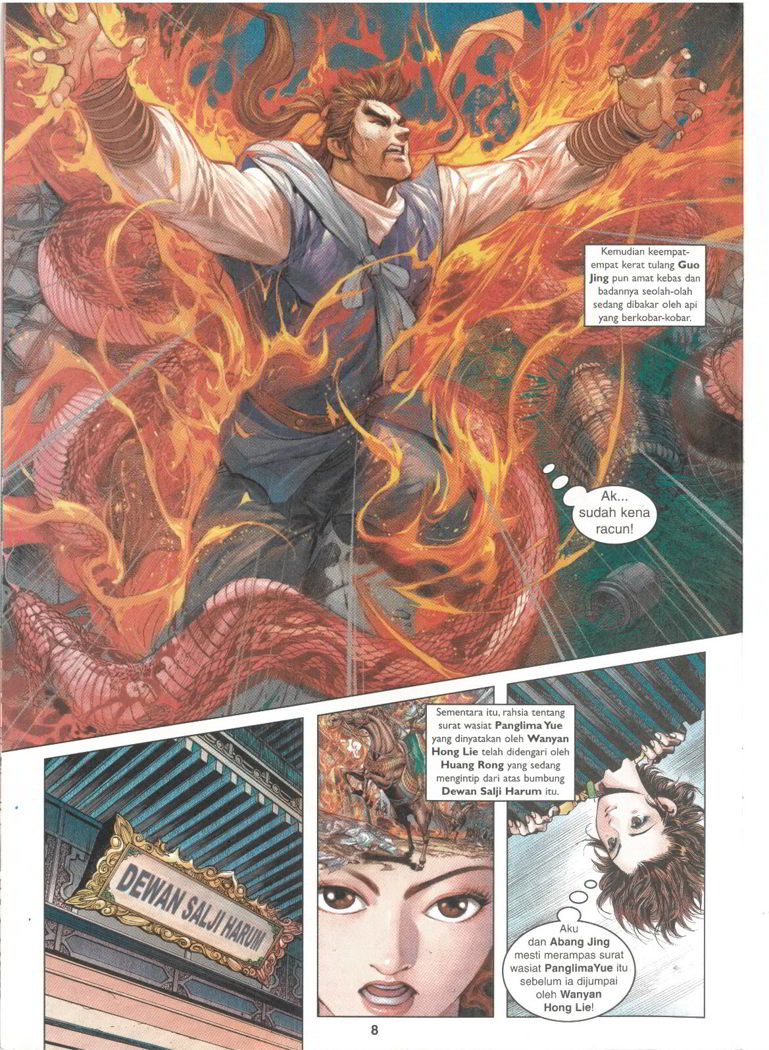 Kemudian keempat-
empat kerat tulang Guo
Jing pun amat kebas dan
badannya seolah-olah
sedang dibakar oleh api
yang berkobar-kobar.
Ak...
sudah kena
racun!
DEWAN SALJI HARUM
Sementara itu, rahsia tentang
surat wasiat Panglima Yue
yang dinyatakan oleh Wanyan
Hong Lie telah didengari oleh
Huang Rong yang sedang
mengintip dari atas bumbung
Dewan Salji Harum itu.
Aku
dan Abang Jing
mesti merampas surat
wasiat PanglimaYue itu
sebelum ia dijumpai
oleh Wanyan
Hong Lie!
8